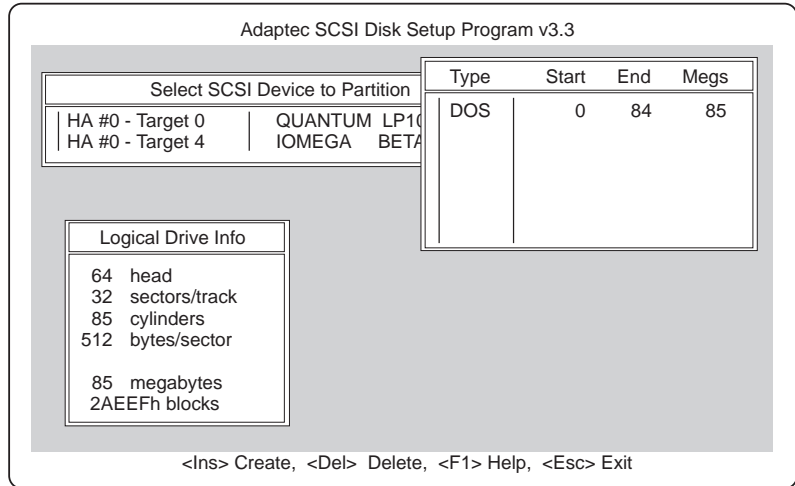 Adaptec SCSI Disk Setup Program v3.3
Select SCSI Device to Partition
HA #0 - Target 0 QUANTUM
HA #0 - Target 4 IOMEGA
Type Start End Megs
DOS 0 84 85
Logical Drive Info
64 head
32 sectors/track
85 cylinders
512 bytes/sector
85 megabytes
2AEEFh blocks
<Ins> Create, <Del> Delete, <F1> Help, <Esc> Exit